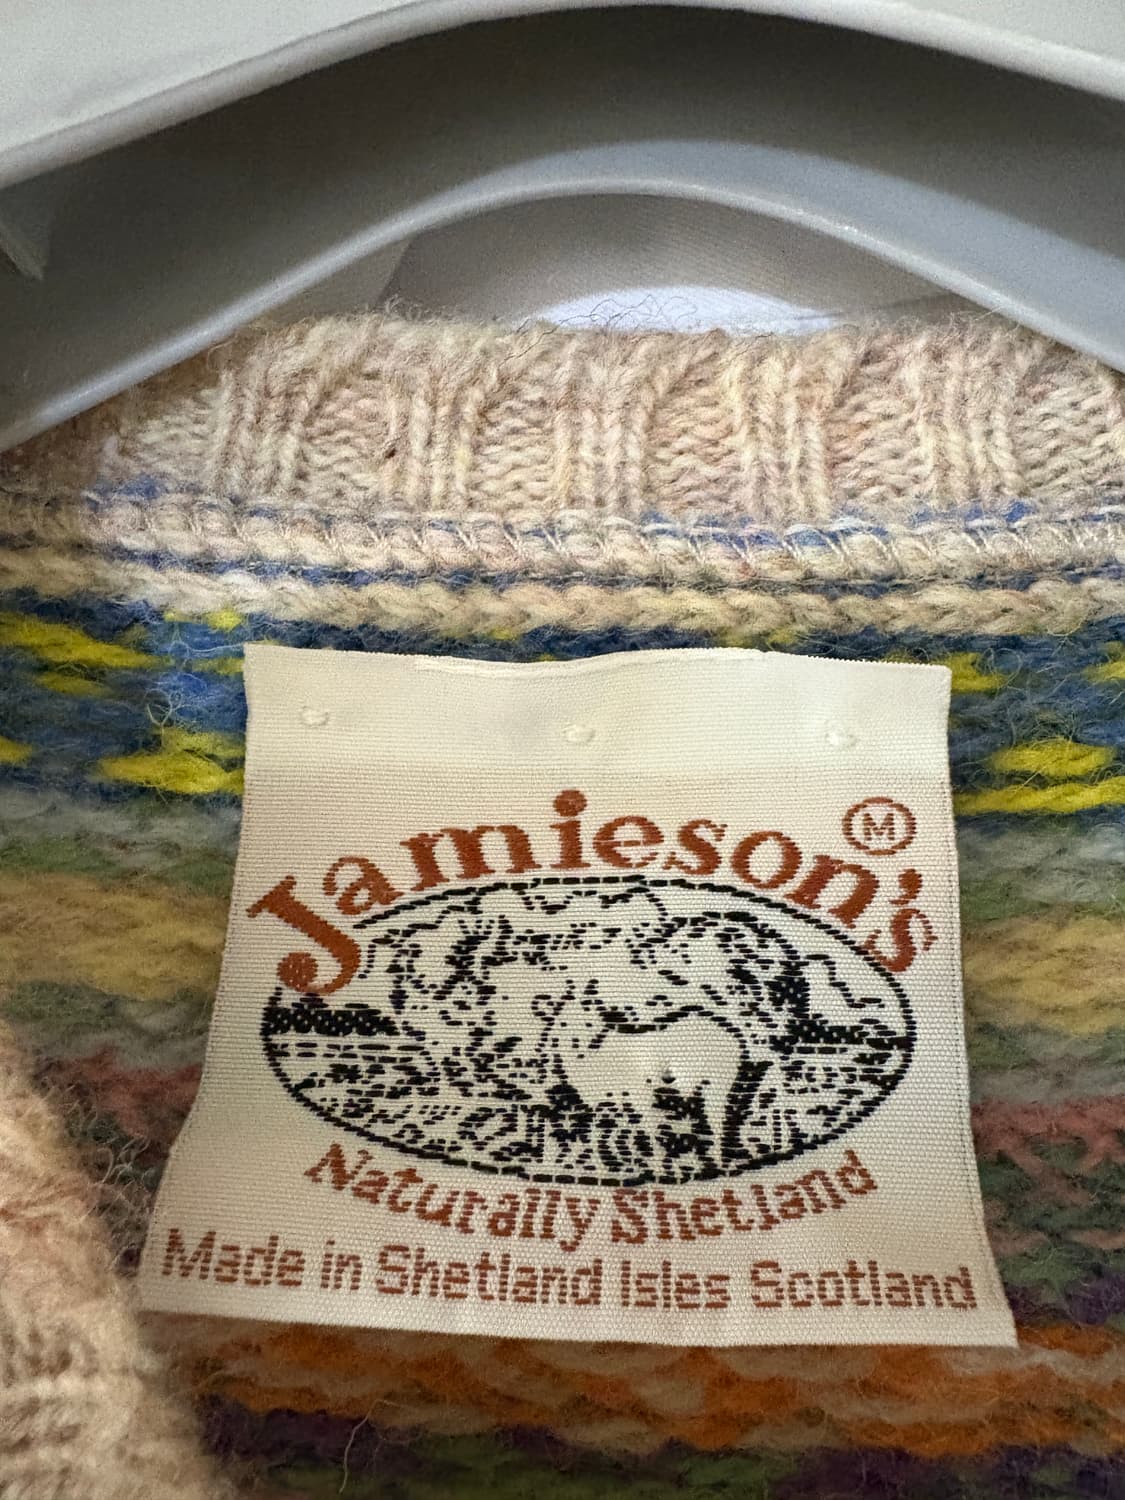 Jamieson's Ⓜ
Naturally Shetland
Made in Shetland Isles Scotland